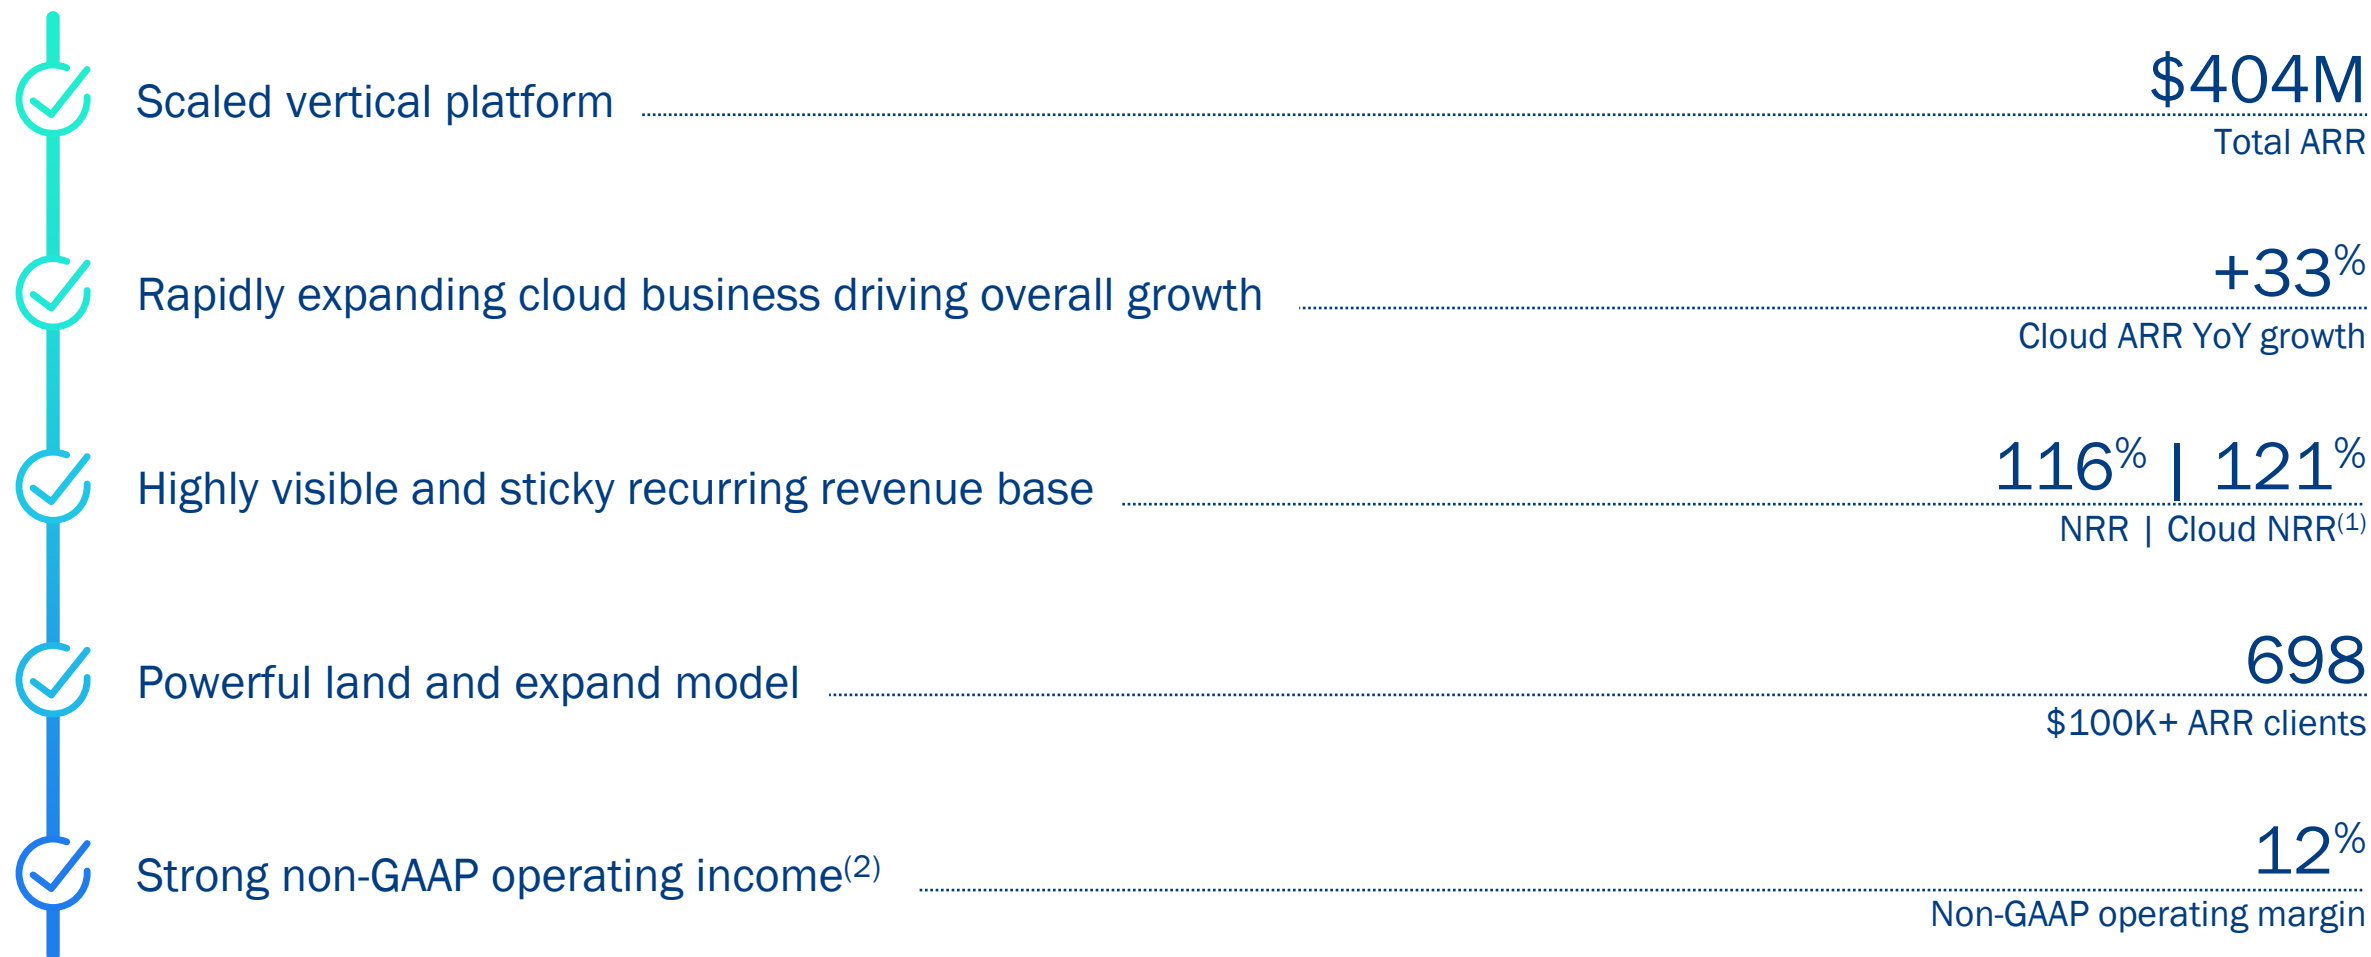 Scaled vertical platform
$404M
Total ARR
Rapidly expanding cloud business driving overall growth
+33%
Cloud ARR YoY growth
Highly visible and sticky recurring revenue base
116% | 121%
NRR | Cloud NRR(1)
Powerful land and expand model
698
$100K+ ARR clients
Strong non-GAAP operating income(2)
12%
Non-GAAP operating margin